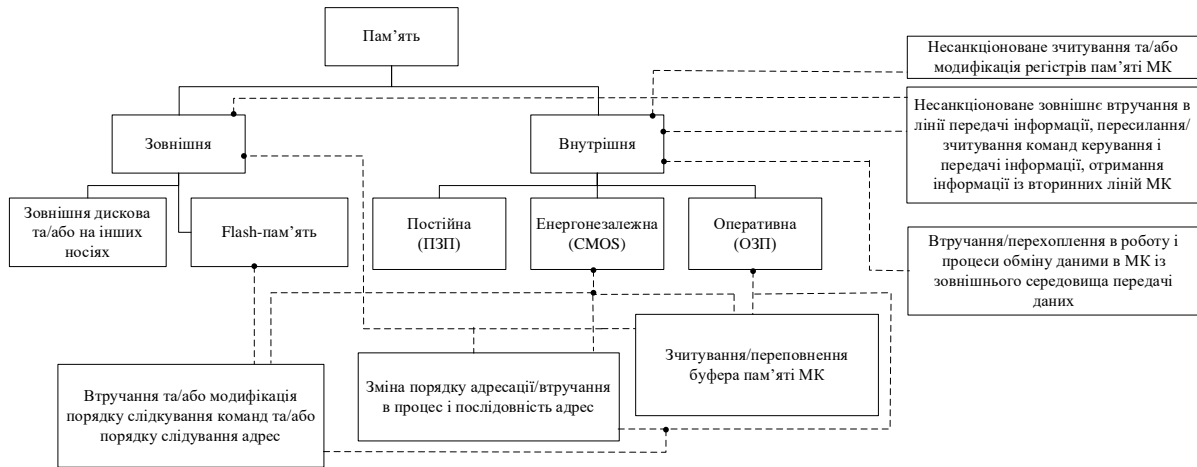 Пам’ять
Несанкціоноване зчитування та/або
модифікація регістрів пам’яті МК
Зовнішня
Внутрішня
Несанкціоноване зовнішнє втручання в
лінії передачі інформації, пересилання/
зчитування команд керування і
передачі інформації, отримання
інформації із вторинних ліній МК
Зовнішня дискова
та/або на інших
носіях
Flash-пам’ять
Постійна
(ПЗП)
Енергонезалежна
(CMOS)
Оперативна
(ОЗП)
Втручання/перехоплення в роботу і
процеси обміну даними в МК із
зовнішнього середовища передачі
даних
Втручання та/або модифікація
порядку слідкування команд та/або
порядку слідування адрес
Зміна порядку адресації/втручання
в процес і послідовність адрес
Зчитування/переповнення
буфера пам’яті МК